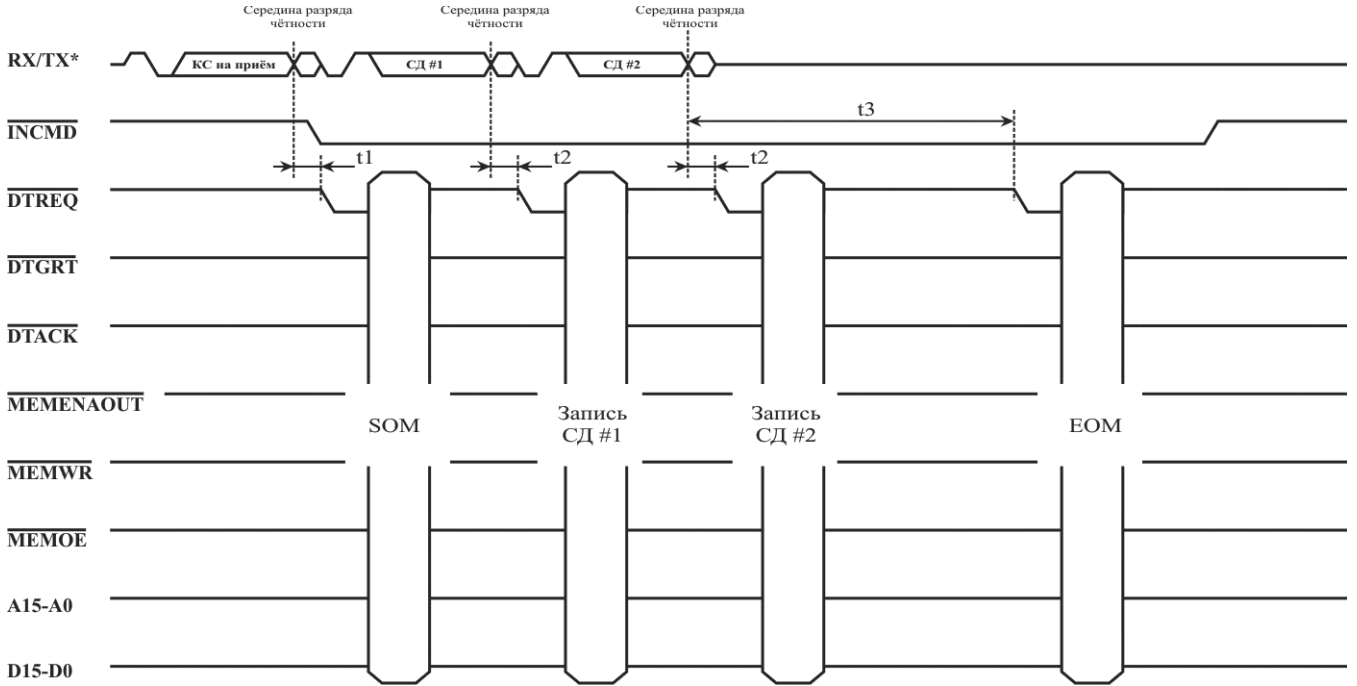 Середина разряда
чётности
Середина разряда
чётности
Середина разряда
чётности
RX/TX*
КС на приём
СД #1
СД #2
t3
INCMD
t1
t2
t2
DTREQ
DTGRT
DTACK
MEMENAOUT
SOM
Запись
СД #1
Запись
СД #2
EOM
MEMWR
MEMOE
A15-A0
D15-D0